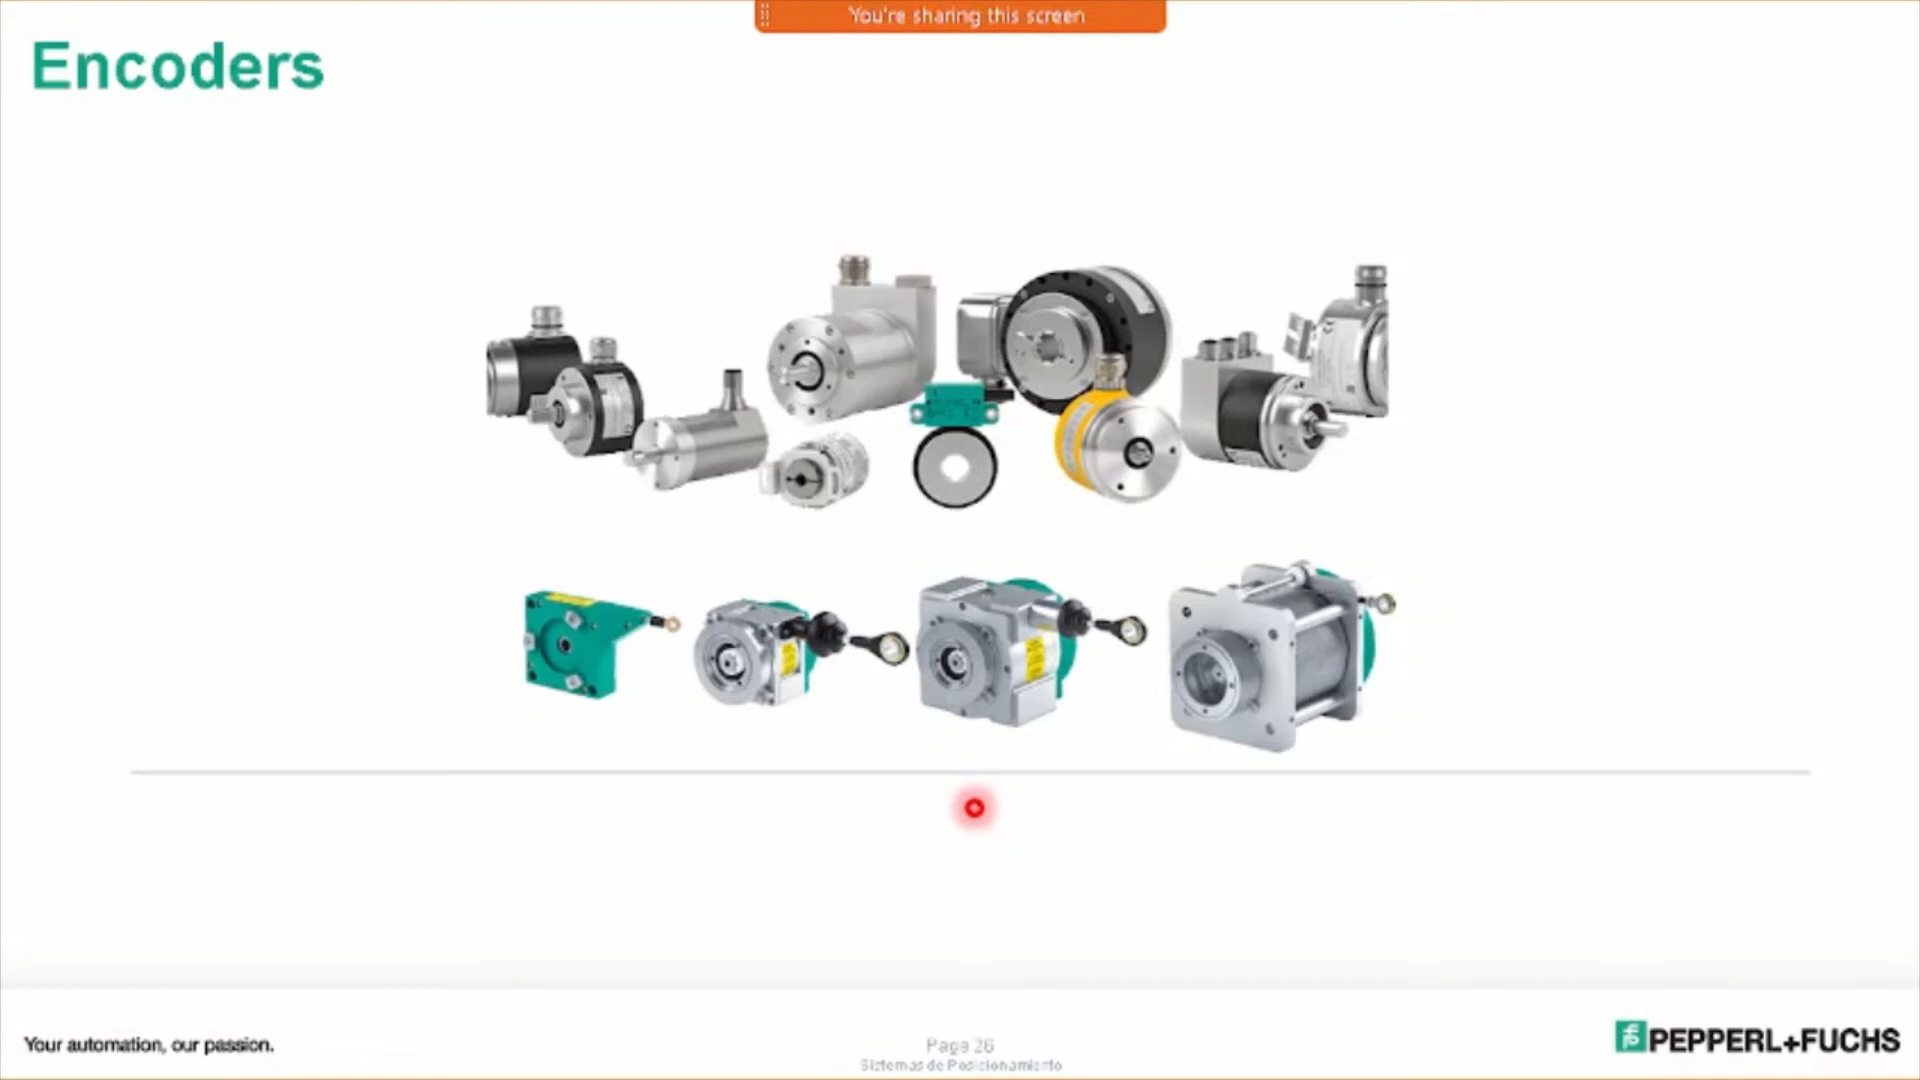 You're sharing this screen
Encoders
Your automation, our passion.
Page 26
Sistemas de Posicionamiento
PEPPERL+FUCHS